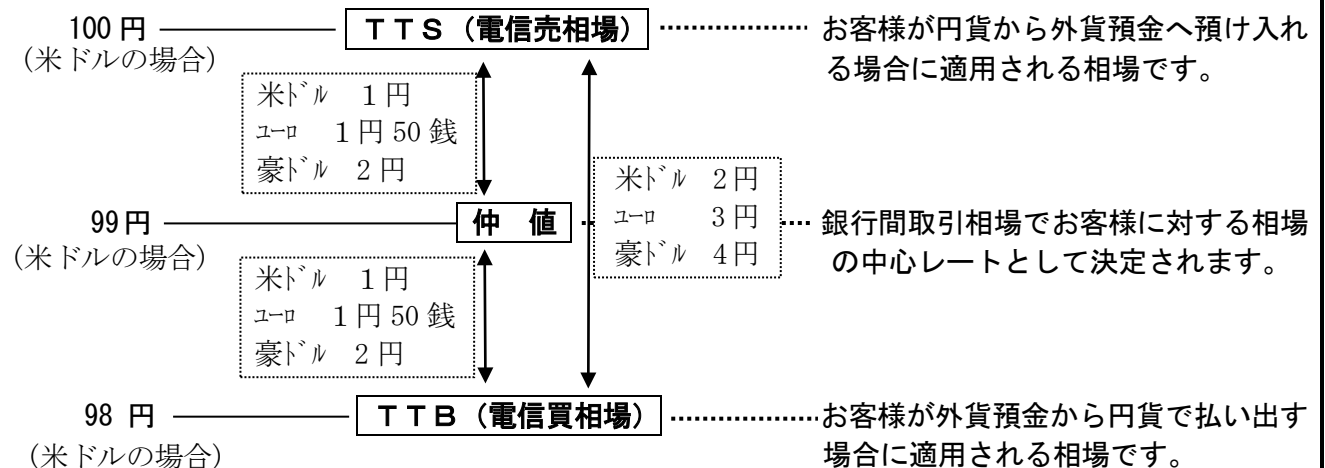 100円 ＴＴＳ（電信売相場） お客様が円貨から外貨預金へ預け入れ
（米ドルの場合） る場合に適用される相場です。
米ﾄﾞﾙ １円
ﾕｰﾛ １円50銭
豪ﾄﾞﾙ ２円
米ﾄﾞﾙ ２円
ﾕｰﾛ ３円
豪ﾄﾞﾙ ４円
99円 仲 値 銀行間取引相場でお客様に対する相場
（米ドルの場合） の中心レートとして決定されます。
米ﾄﾞﾙ １円
ﾕｰﾛ １円50銭
豪ﾄﾞﾙ ２円
98 円 ＴＴＢ（電信買相場） お客様が外貨預金から円貨で払い出す
（米ドルの場合） 場合に適用される相場です。